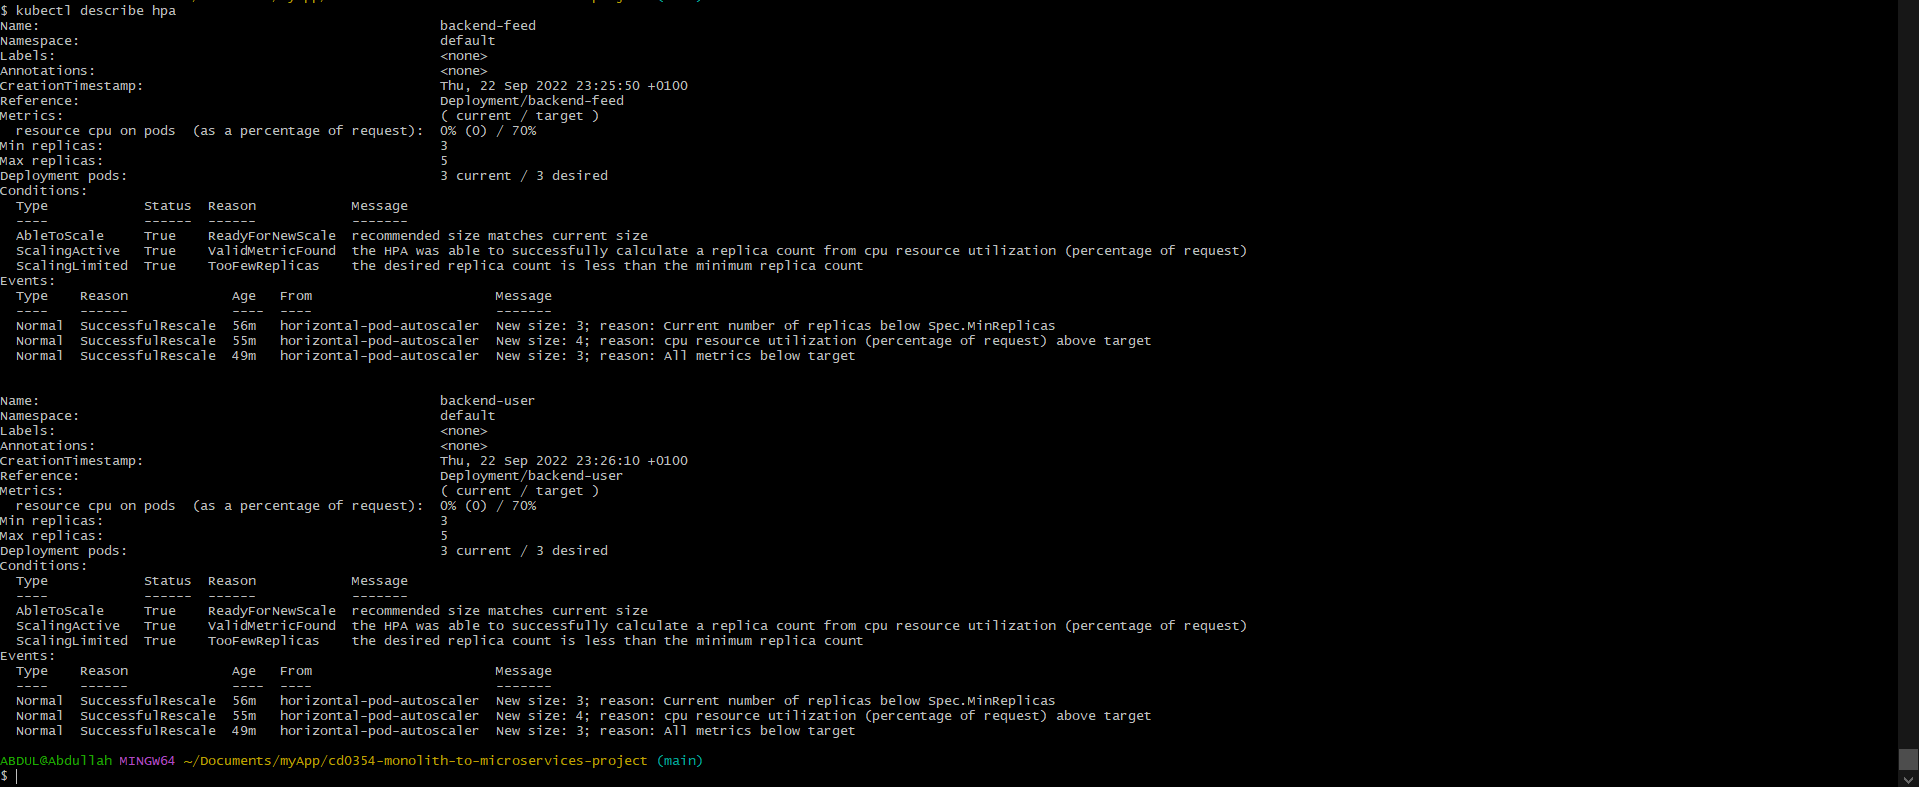 $ kubectl describe hpa
Name:                                                  backend-feed
Namespace:                                             default
Labels:                                                <none>
Annotations:                                           <none>
CreationTimestamp:                                     Thu, 22 Sep 2022 23:25:50 +0100
Reference:                                             Deployment/backend-feed
Metrics:                                               ( current / target )
  resource cpu on pods  (as a percentage of request):  0% (0) / 70%
Min replicas:                                          3
Max replicas:                                          5
Deployment pods:                                       3 current / 3 desired
Conditions:
  Type            Status  Reason            Message
  ----            ------  ------            -------
  AbleToScale     True    ReadyForNewScale  recommended size matches current size
  ScalingActive   True    ValidMetricFound  the HPA was able to successfully calculate a replica count from cpu resource utilization (percentage of request)
  ScalingLimited  True    TooFewReplicas    the desired replica count is less than the minimum replica count
Events:
  Type    Reason             Age   From                       Message
  ----    ------             ----  ----                       -------
  Normal  SuccessfulRescale  56m   horizontal-pod-autoscaler  New size: 3; reason: Current number of replicas below Spec.MinReplicas
  Normal  SuccessfulRescale  55m   horizontal-pod-autoscaler  New size: 4; reason: cpu resource utilization (percentage of request) above target
  Normal  SuccessfulRescale  49m   horizontal-pod-autoscaler  New size: 3; reason: All metrics below target
Name:                                                  backend-user
Namespace:                                             default
Labels:                                                <none>
Annotations:                                           <none>
CreationTimestamp:                                     Thu, 22 Sep 2022 23:26:10 +0100
Reference:                                             Deployment/backend-user
Metrics:                                               ( current / target )
  resource cpu on pods  (as a percentage of request):  0% (0) / 70%
Min replicas:                                          3
Max replicas:                                          5
Deployment pods:                                       3 current / 3 desired
Conditions:
  Type            Status  Reason            Message
  ----            ------  ------            -------
  AbleToScale     True    ReadyForNewScale  recommended size matches current size
  ScalingActive   True    ValidMetricFound  the HPA was able to successfully calculate a replica count from cpu resource utilization (percentage of request)
  ScalingLimited  True    TooFewReplicas    the desired replica count is less than the minimum replica count
Events:
  Type    Reason             Age   From                       Message
  ----    ------             ----  ----                       -------
  Normal  SuccessfulRescale  56m   horizontal-pod-autoscaler  New size: 3; reason: Current number of replicas below Spec.MinReplicas
  Normal  SuccessfulRescale  55m   horizontal-pod-autoscaler  New size: 4; reason: cpu resource utilization (percentage of request) above target
  Normal  SuccessfulRescale  49m   horizontal-pod-autoscaler  New size: 3; reason: All metrics below target
ABDUL@Abdullah MINGW64 ~/Documents/myApp/cd0354-monolith-to-microservices-project (main)
$